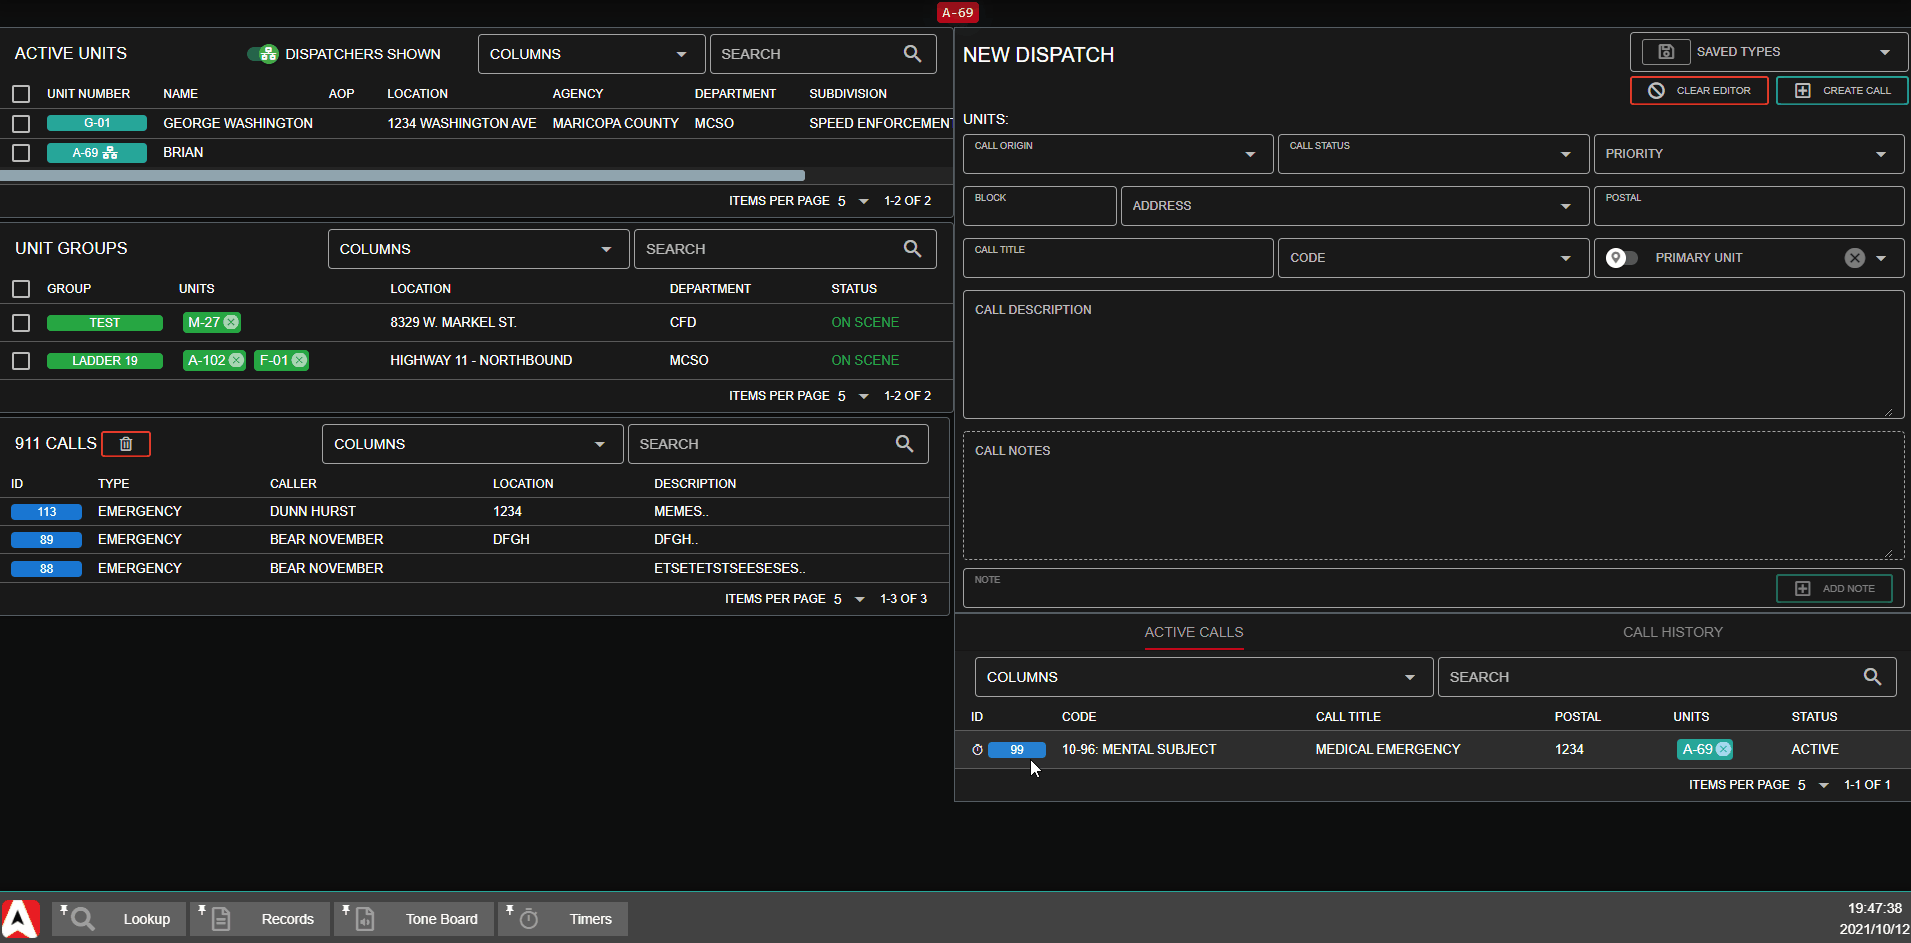 A-69
ACTIVE UNITS
DISPATCHERS SHOWN
COLUMNS
SEARCH
UNIT NUMBER NAME AOP LOCATION AGENCY DEPARTMENT SUBDIVISION
G-01 GEORGE WASHINGTON 1234 WASHINGTON AVE MARICOPA COUNTY MCSO SPEED ENFORCEMENT
A-69 BRIAN
ITEMS PER PAGE 5 1-2 OF 2
UNIT GROUPS
COLUMNS
SEARCH
GROUP UNITS LOCATION DEPARTMENT STATUS
TEST M-27 8329 W. MARKEL ST. CFD ON SCENE
LADDER 19 A-102 F-01 HIGHWAY 11 - NORTHBOUND MCSO ON SCENE
ITEMS PER PAGE 5 1-2 OF 2
911 CALLS
COLUMNS
SEARCH
ID TYPE CALLER LOCATION DESCRIPTION
113 EMERGENCY DUNN HURST 1234 MEMES..
89 EMERGENCY BEAR NOVEMBER DFGH DFGH..
88 EMERGENCY BEAR NOVEMBER ETSETETSTSEESESES..
ITEMS PER PAGE 5 1-3 OF 3
NEW DISPATCH
SAVED TYPES
CLEAR EDITOR
CREATE CALL
UNITS:
CALL ORIGIN
CALL STATUS
PRIORITY
BLOCK
ADDRESS
POSTAL
CALL TITLE
CODE
PRIMARY UNIT
CALL DESCRIPTION
CALL NOTES
NOTE
ADD NOTE
ACTIVE CALLS
CALL HISTORY
COLUMNS
SEARCH
ID CODE CALL TITLE POSTAL UNITS STATUS
99 10-96: MENTAL SUBJECT MEDICAL EMERGENCY 1234 A-69 ACTIVE
ITEMS PER PAGE 5 1-1 OF 1
Lookup
Records
Tone Board
Timers
19:47:38
2021/10/12